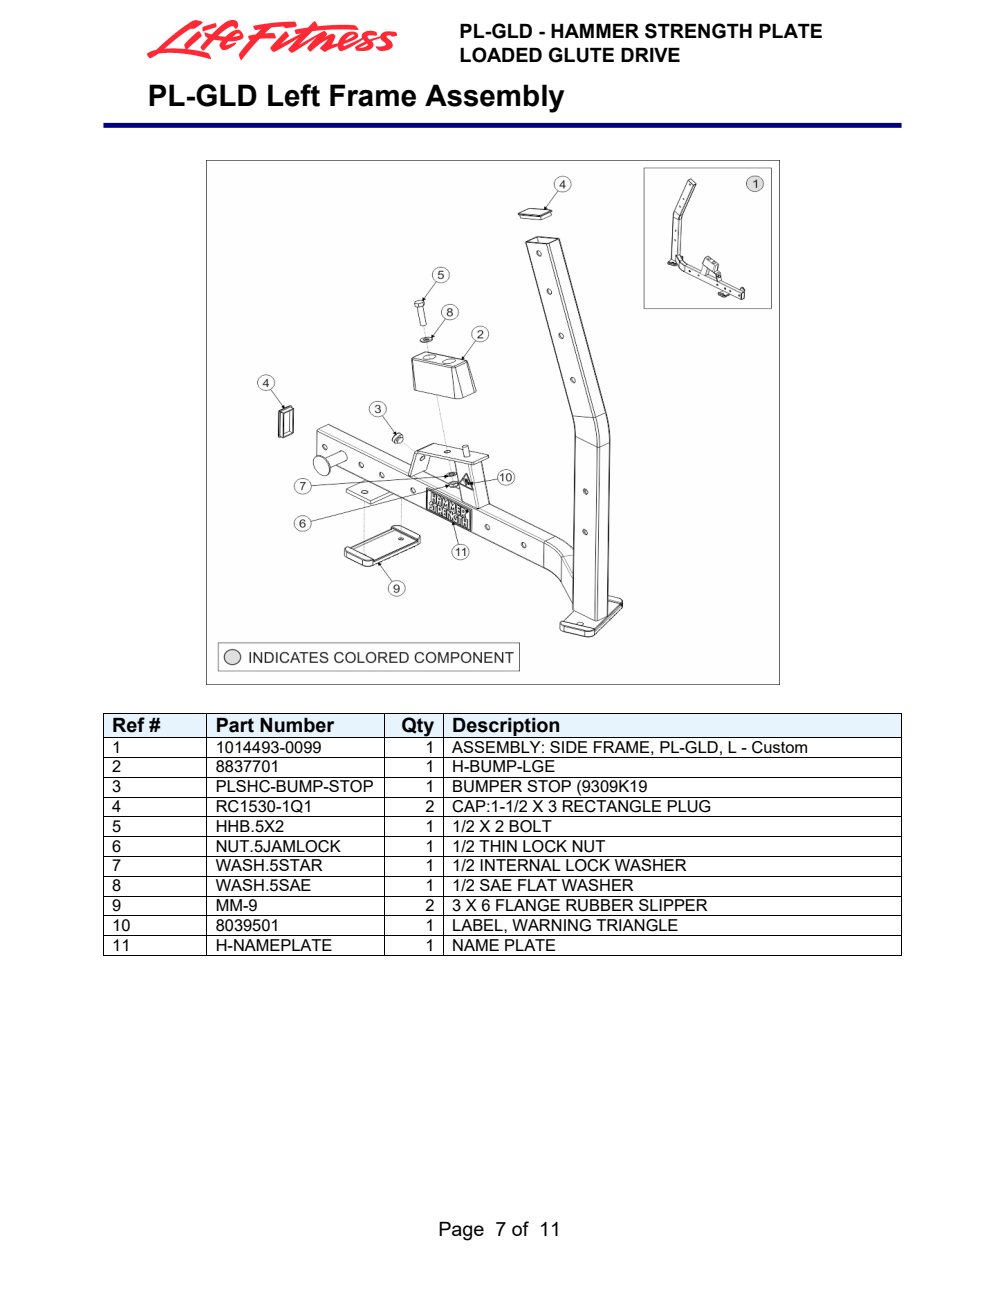 Life Fitness
PL-GLD - HAMMER STRENGTH PLATE
LOADED GLUTE DRIVE
PL-GLD Left Frame Assembly
4
1
5
8
2
4
3
7
10
6
HAMMER
STRENGTH
11
9
INDICATES COLORED COMPONENT
Ref # Part Number Qty Description
1 1014493-0099 1 ASSEMBLY: SIDE FRAME, PL-GLD, L - Custom
2 8837701 1 H-BUMP-LGE
3 PLSHC-BUMP-STOP 1 BUMPER STOP (9309K19
4 RC1530-1Q1 2 CAP:1-1/2 X 3 RECTANGLE PLUG
5 HHB.5X2 1 1/2 X 2 BOLT
6 NUT.5JAMLOCK 1 1/2 THIN LOCK NUT
7 WASH.5STAR 1 1/2 INTERNAL LOCK WASHER
8 WASH.5SAE 1 1/2 SAE FLAT WASHER
9 MM-9 2 3 X 6 FLANGE RUBBER SLIPPER
10 8039501 1 LABEL, WARNING TRIANGLE
11 H-NAMEPLATE 1 NAME PLATE
Page 7 of 11